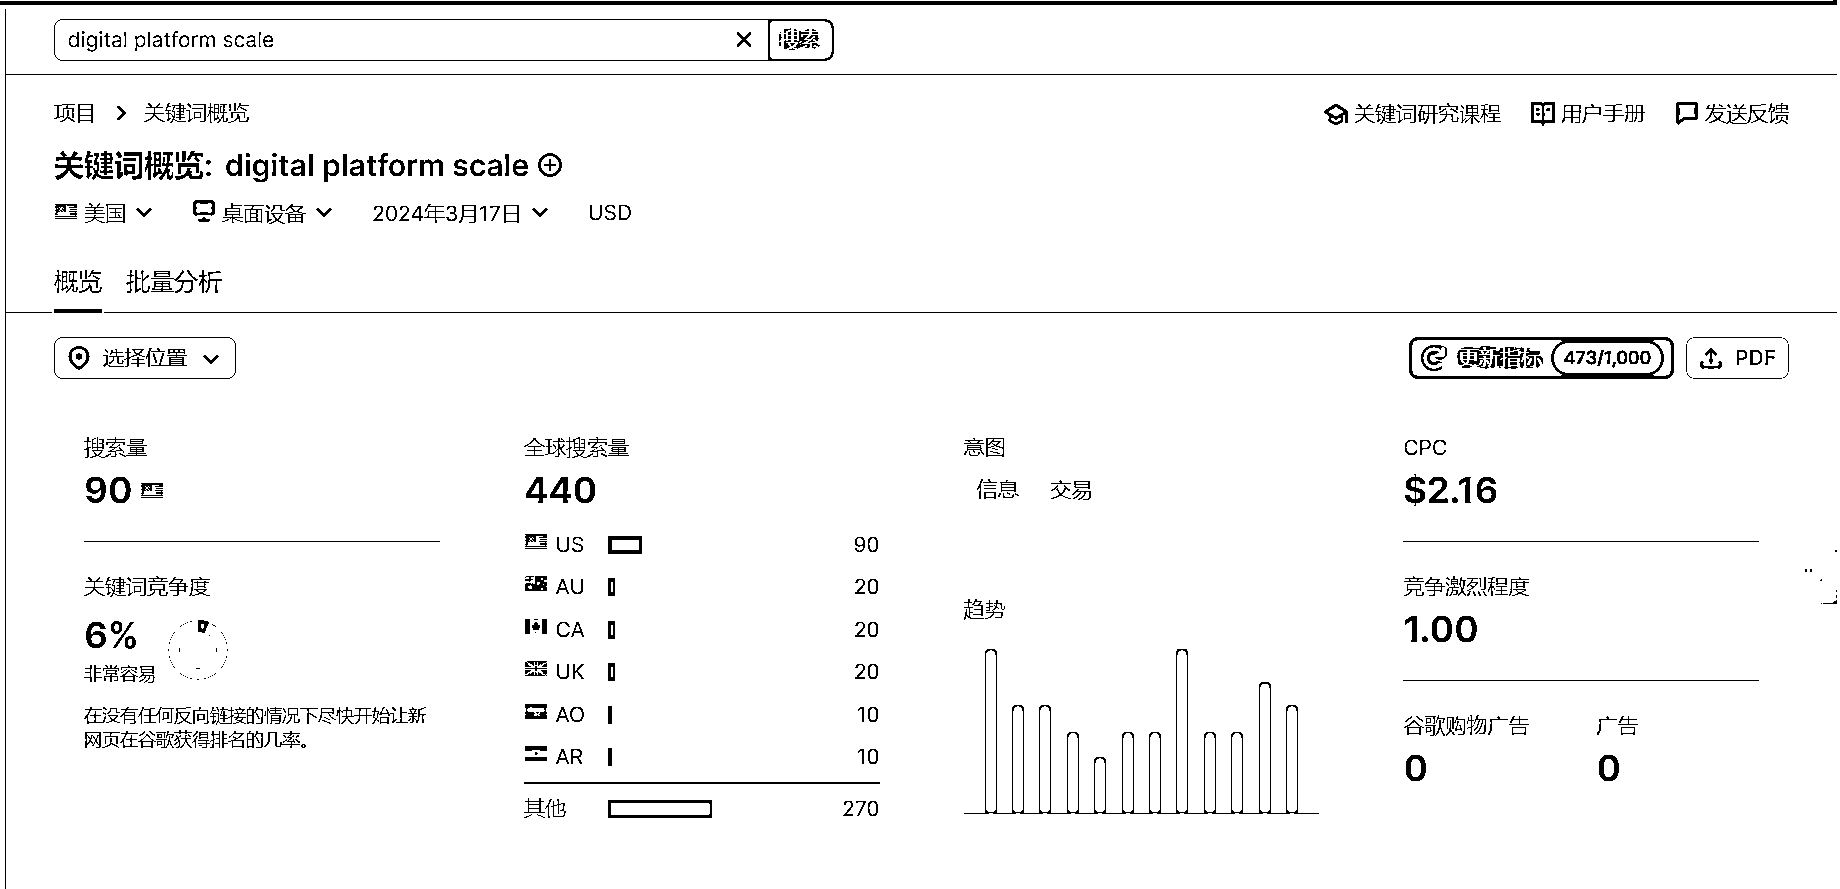 digital platform scale
搜索
项目 > 关键词概览
关键词研究课程 用户手册 发送反馈
关键词概览: digital platform scale
美国 桌面设备 2024年3月17日 USD
概览 批量分析
选择位置
更新指标 473/1,000 PDF
搜索量
90
关键词竞争度
6%
非常容易
在没有任何反向链接的情况下尽快开始让新
网页在谷歌获得排名的几率。
全球搜索量
440
US 90
AU 20
CA 20
UK 20
AO 10
AR 10
其他 270
意图
信息 交易
趋势
CPC
$2.16
竞争激烈程度
1.00
谷歌购物广告 广告
0 0